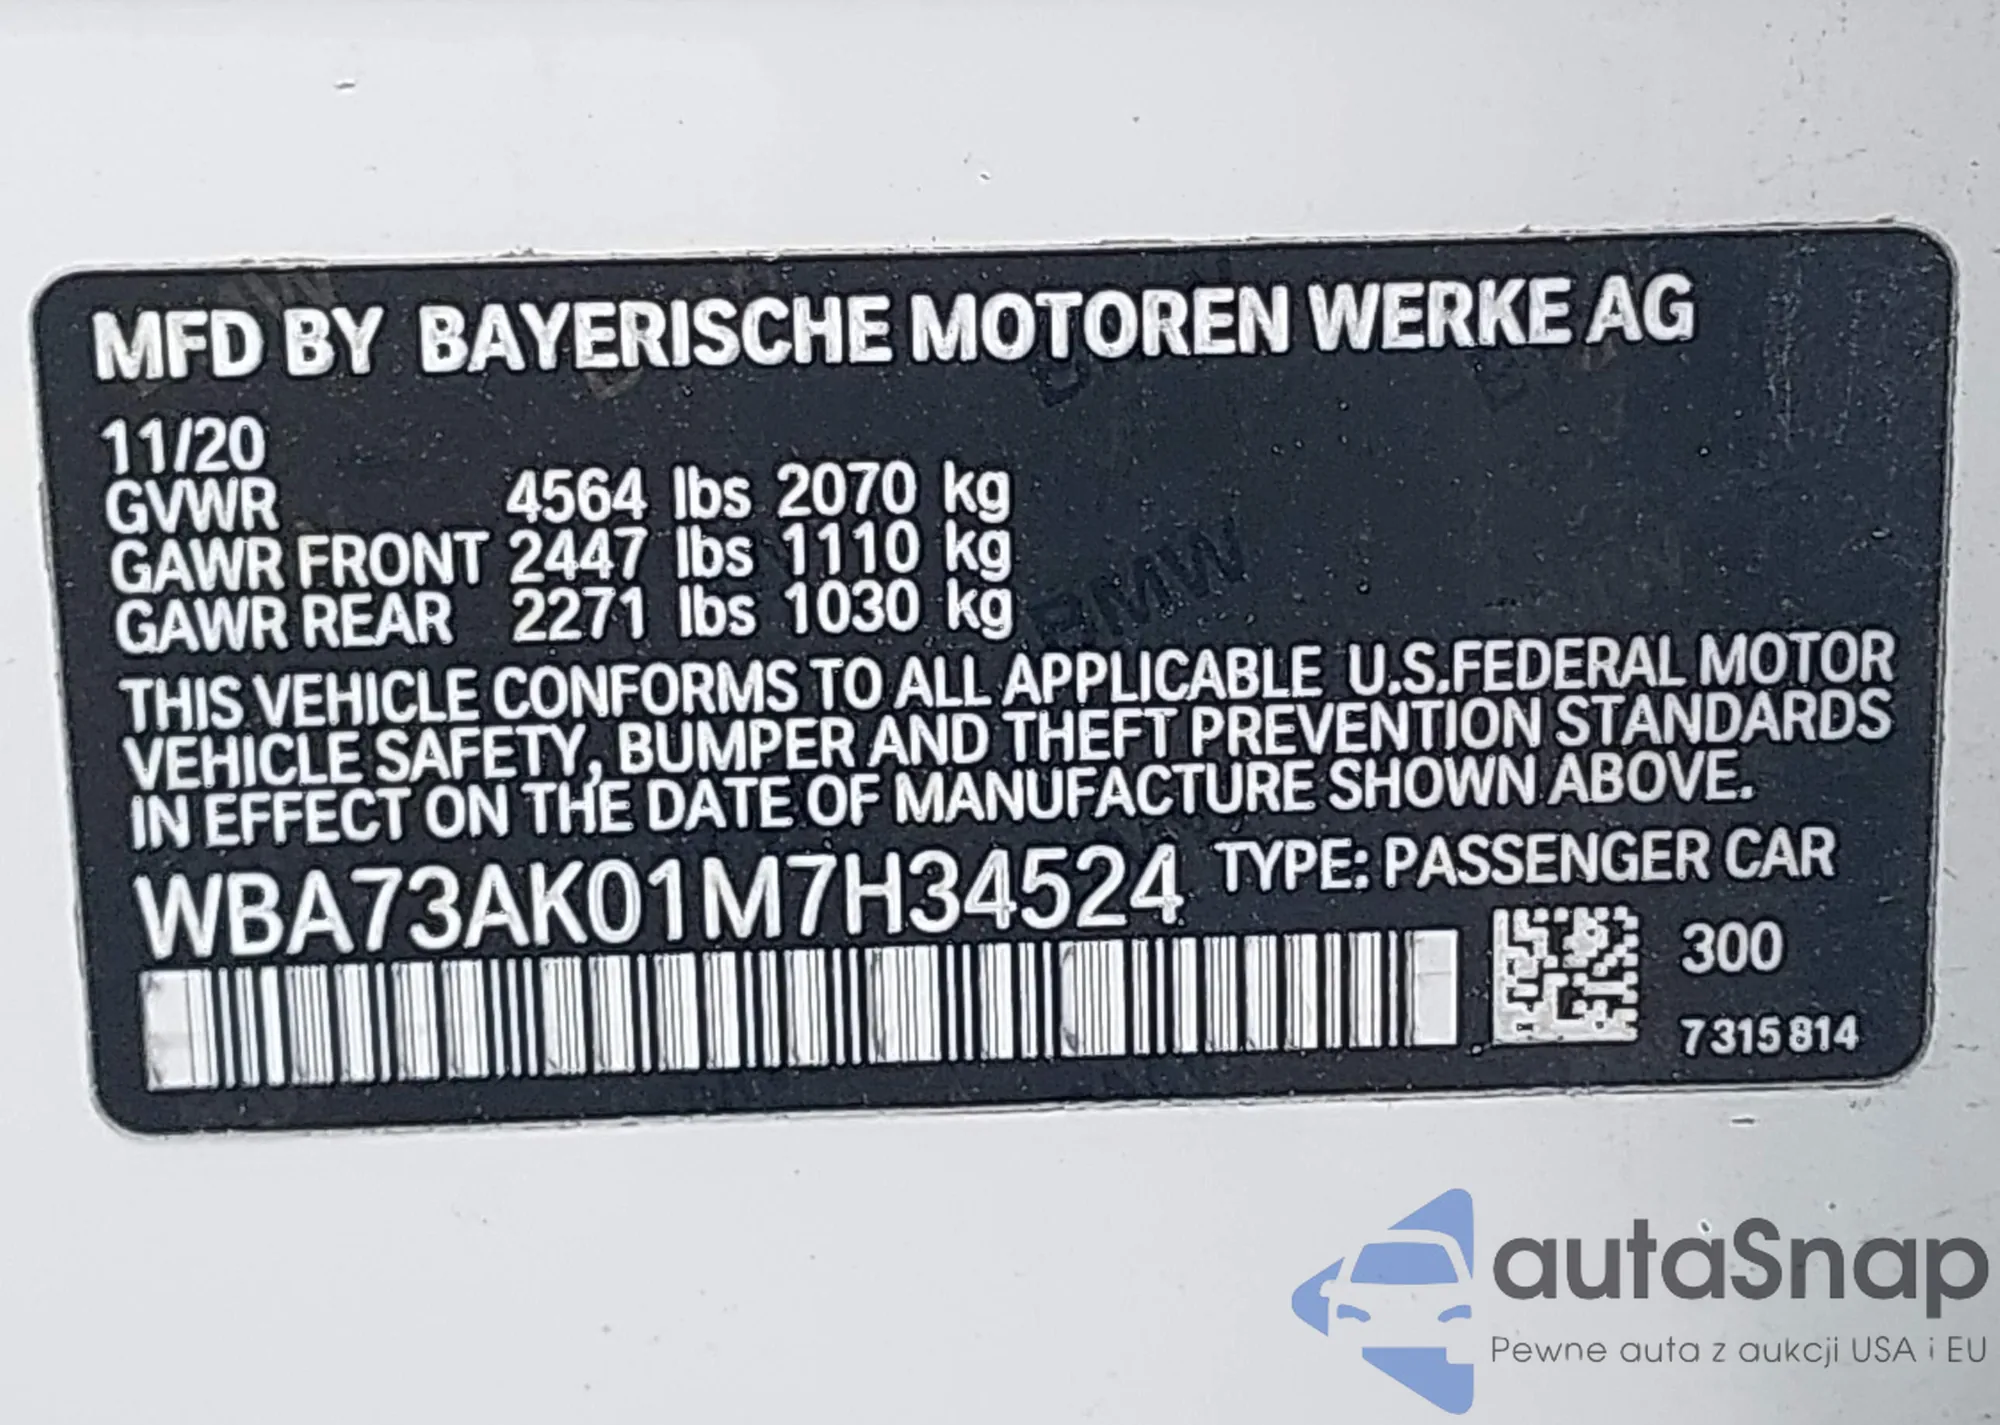 MFD BY BAYERISCHE MOTOREN WERKE AG
11/20
GVWR 4564 lbs 2070 kg
GAWR FRONT 2447 lbs 1110 kg
GAWR REAR 2271 lbs 1030 kg
THIS VEHICLE CONFORMS TO ALL APPLICABLE U.S.FEDERAL MOTOR
VEHICLE SAFETY, BUMPER AND THEFT PREVENTION STANDARDS
IN EFFECT ON THE DATE OF MANUFACTURE SHOWN ABOVE.
WBA73AK01M7H34524 TYPE: PASSENGER CAR
300
7315814
autaSnap
Pewne auta z aukcji USA i EU